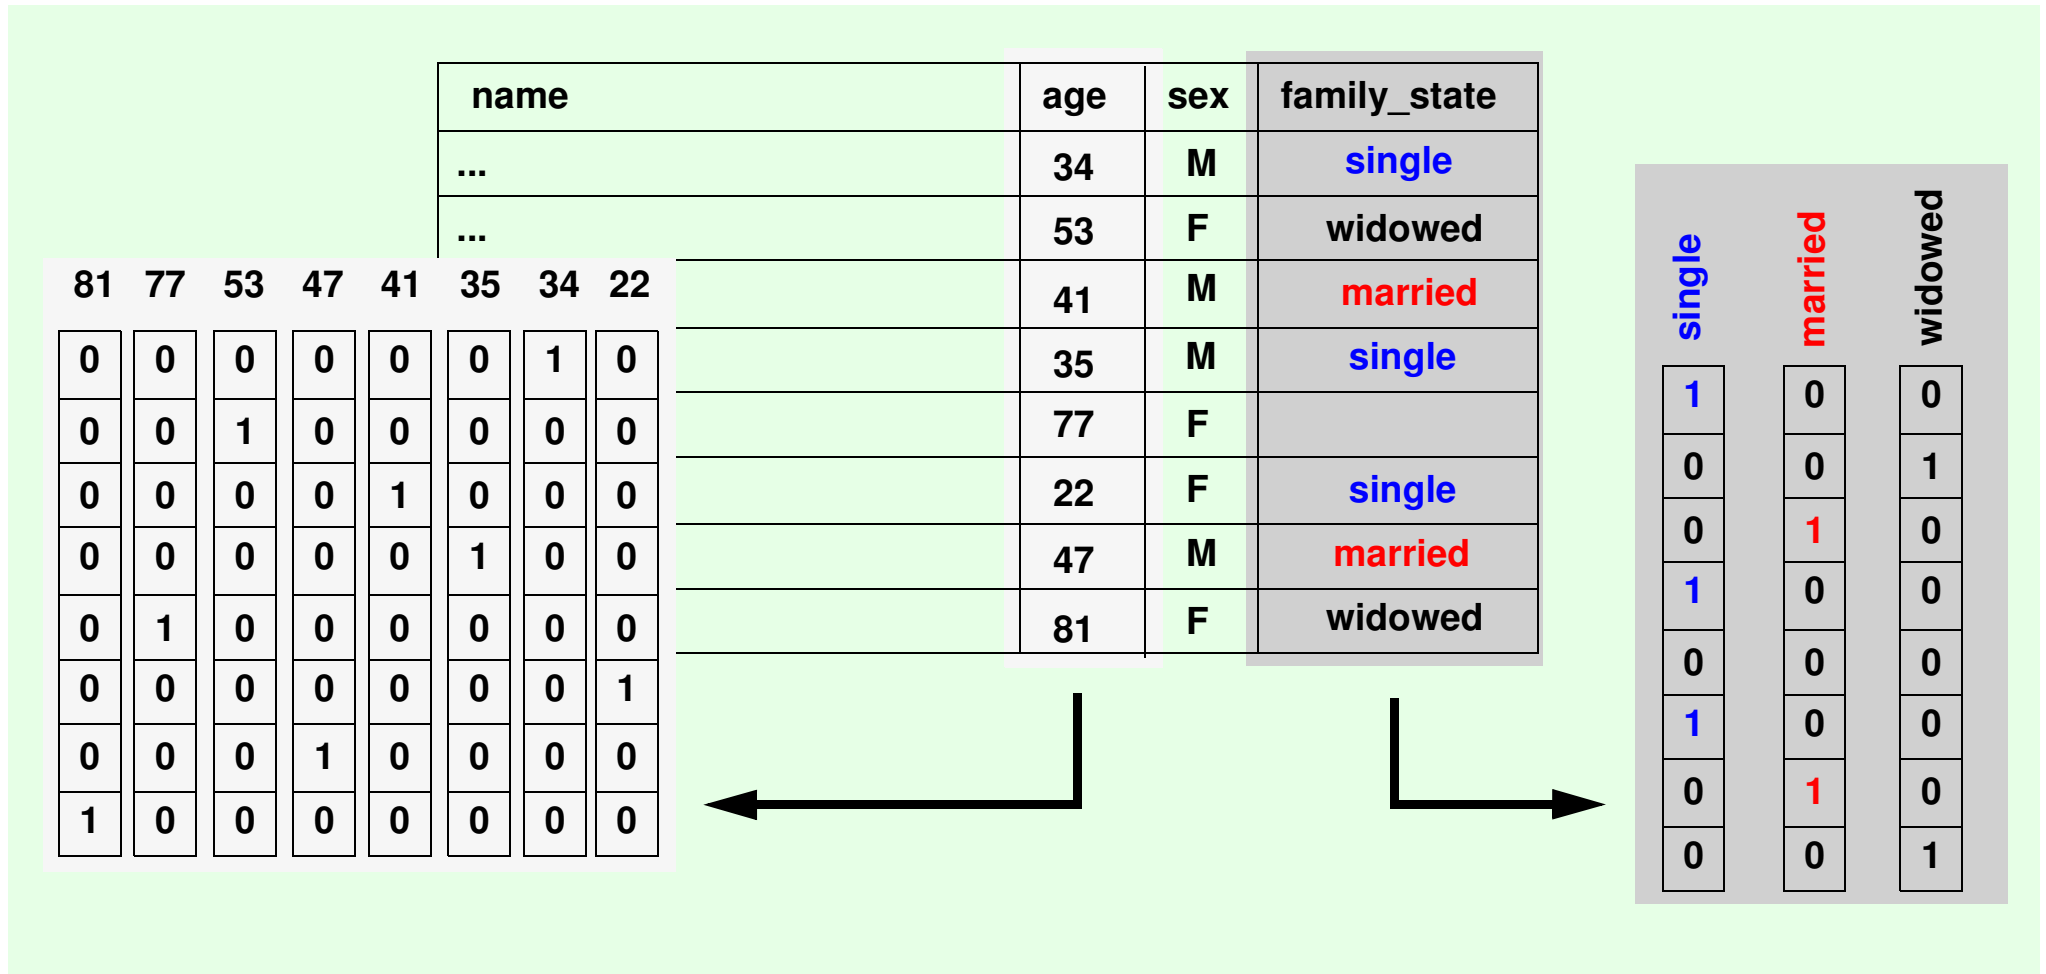 name age sex family_state
... 34 M single
... 53 F widowed
41 M married
35 M single
77 F
22 F single
47 M married
81 F widowed
81 77 53 47 41 35 34 22
0 0 0 0 0 0 1 0
0 0 1 0 0 0 0 0
0 0 0 0 1 0 0 0
0 0 0 0 0 1 0 0
0 1 0 0 0 0 0 0
0 0 0 0 0 0 0 1
0 0 0 1 0 0 0 0
1 0 0 0 0 0 0 0
single married widowed
1 0 0
0 0 1
0 1 0
1 0 0
0 0 0
1 0 0
0 1 0
0 0 1